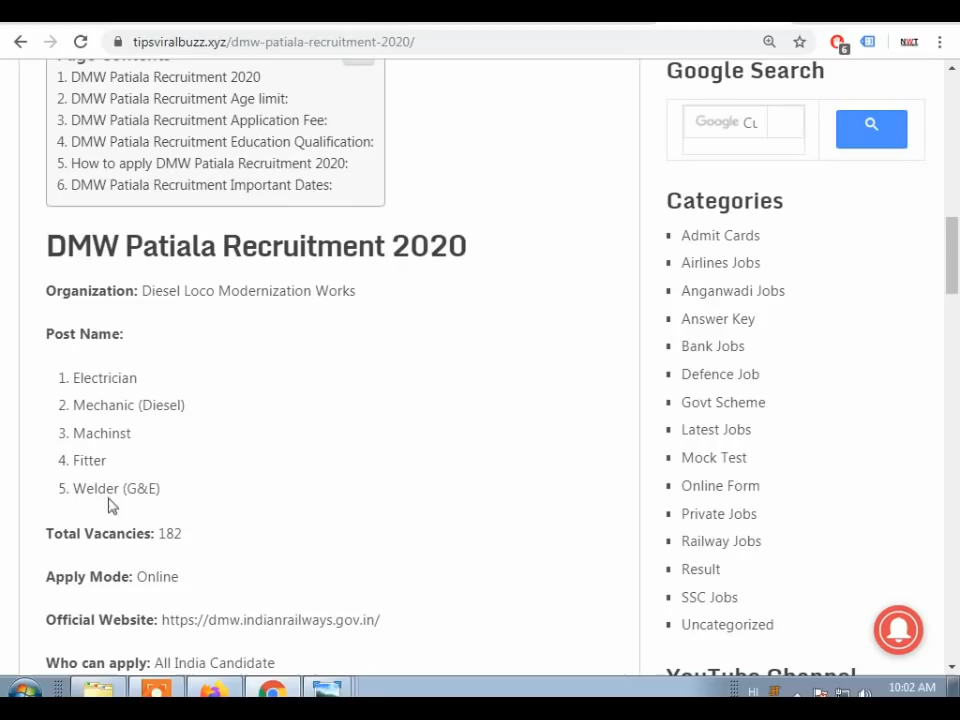 tipsviralbuzz.xyz/dmw-patiala-recruitment-2020/
6
1. DMW Patiala Recruitment 2020
2. DMW Patiala Recruitment Age limit:
3. DMW Patiala Recruitment Application Fee:
4. DMW Patiala Recruitment Education Qualification:
5. How to apply DMW Patiala Recruitment 2020:
6. DMW Patiala Recruitment Important Dates:
DMW Patiala Recruitment 2020
Organization: Diesel Loco Modernization Works
Post Name:
1. Electrician
2. Mechanic (Diesel)
3. Machinst
4. Fitter
5. Welder (G&E)
Total Vacancies: 182
Apply Mode: Online
Official Website: https://dmw.indianrailways.gov.in/
Who can apply: All India Candidate
Google Search
Google Cu
Categories
Admit Cards
Airlines Jobs
Anganwadi Jobs
Answer Key
Bank Jobs
Defence Job
Govt Scheme
Latest Jobs
Mock Test
Online Form
Private Jobs
Railway Jobs
Result
SSC Jobs
Uncategorized
YouTube Channel
HI
10:02 AM